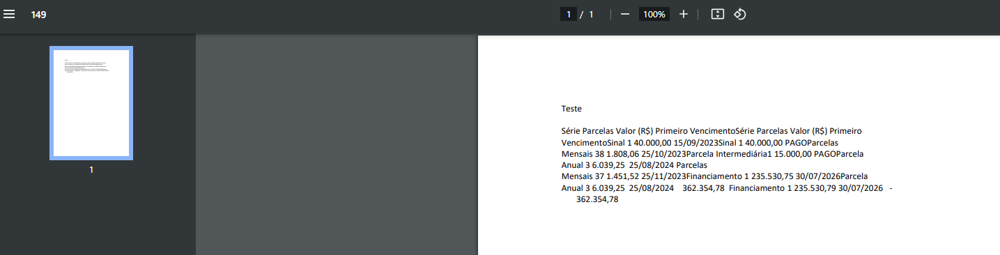 149
1 / 1
100%
1
Teste
Série Parcelas Valor (R$) Primeiro VencimentoSérie Parcelas Valor (R$) Primeiro
VencimentoSinal 1 40.000,00 15/09/2023Sinal 1 40.000,00 PAGOParcelas
Mensais 38 1.808,06 25/10/2023Parcela Intermediária1 15.000,00 PAGOParcela
Anual 3 6.039,25 25/08/2024 Parcelas
Mensais 37 1.451,52 25/11/2023Financiamento 1 235.530,75 30/07/2026Parcela
Anual 3 6.039,25 25/08/2024 362.354,78 Financiamento 1 235.530,79 30/07/2026 -
362.354,78